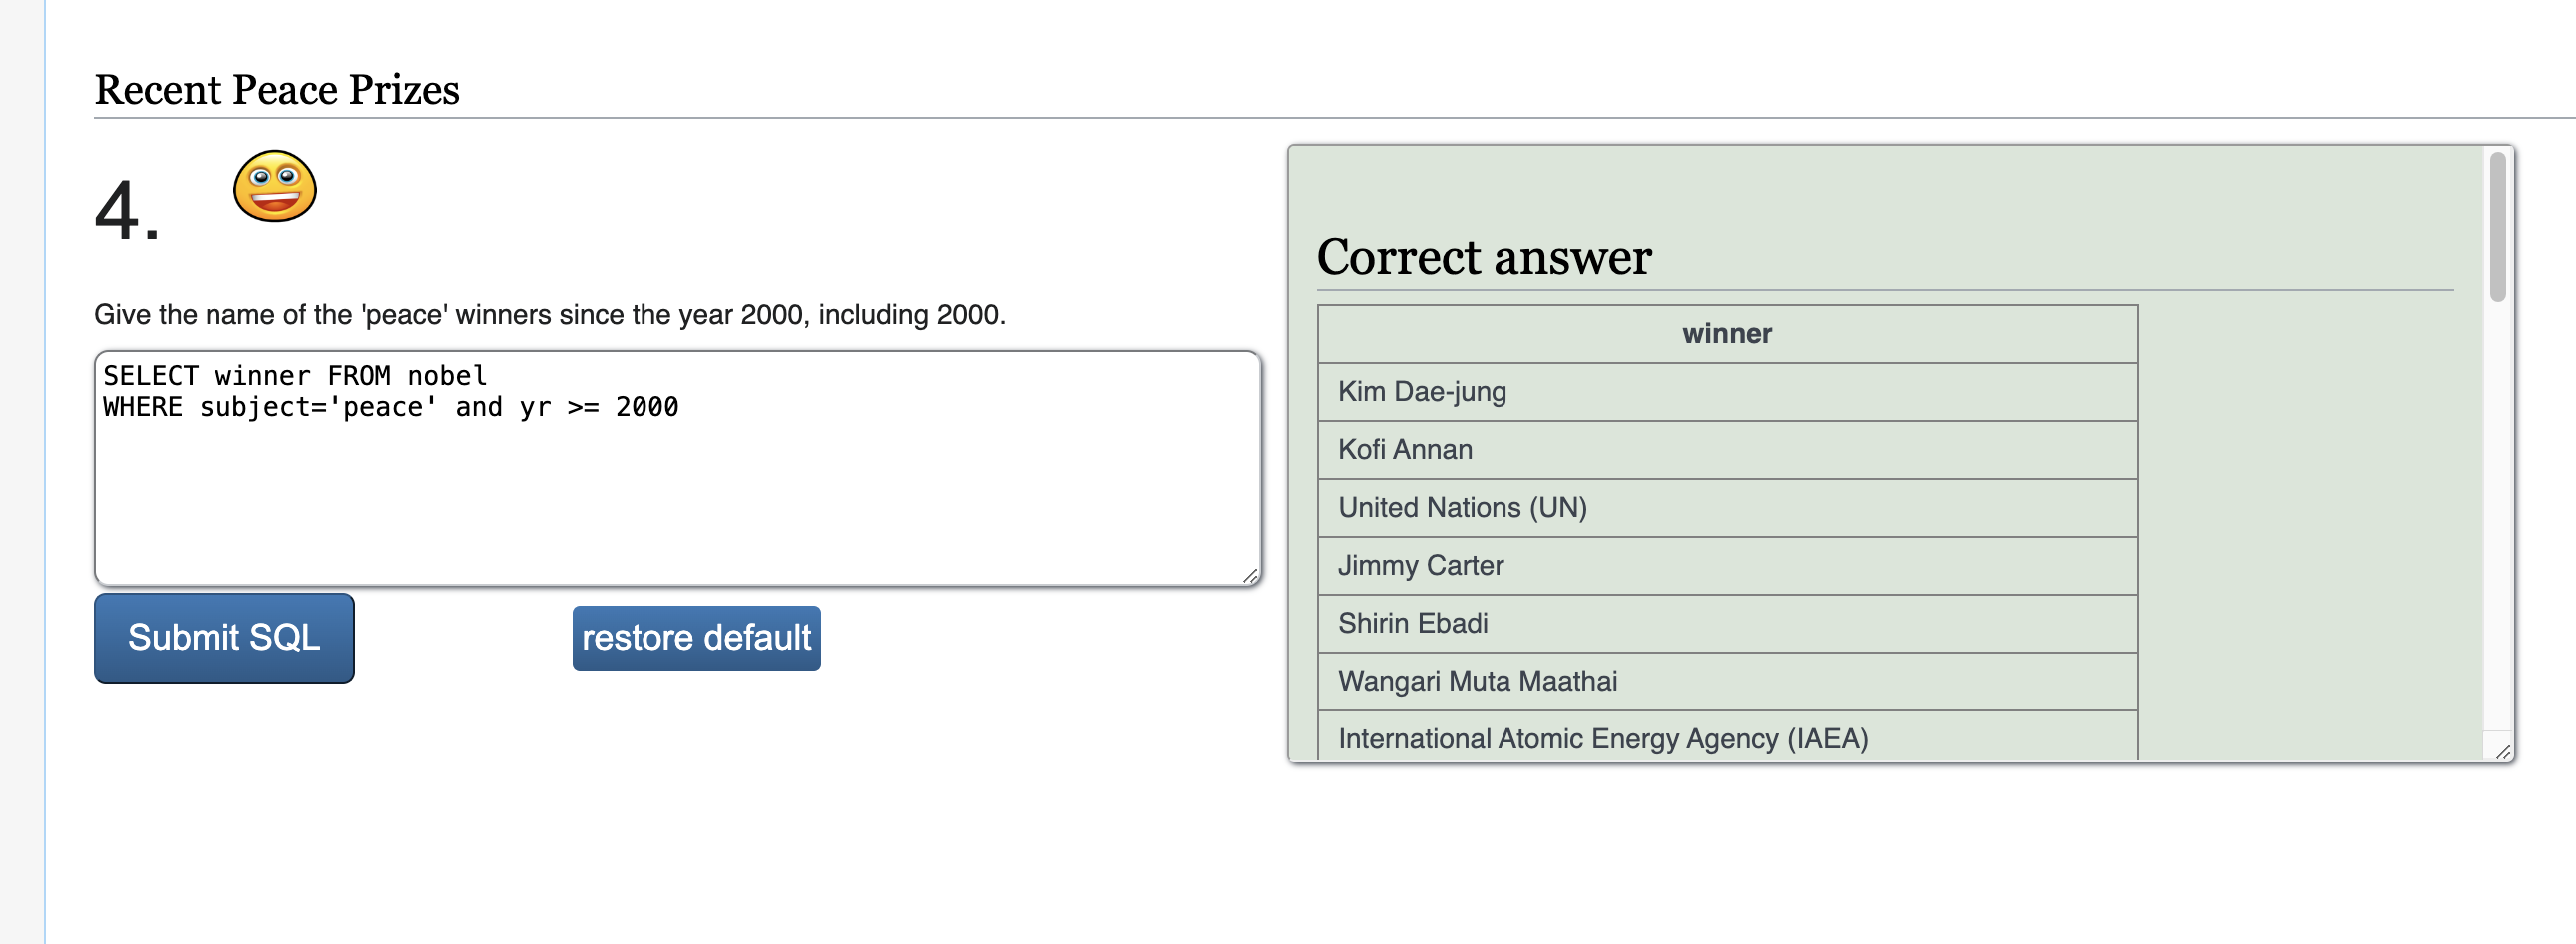 Recent Peace Prizes
4.
Give the name of the 'peace' winners since the year 2000, including 2000.
SELECT winner FROM nobel
WHERE subject='peace' and yr >= 2000
Submit SQL
restore default
Correct answer
winner
Kim Dae-jung
Kofi Annan
United Nations (UN)
Jimmy Carter
Shirin Ebadi
Wangari Muta Maathai
International Atomic Energy Agency (IAEA)